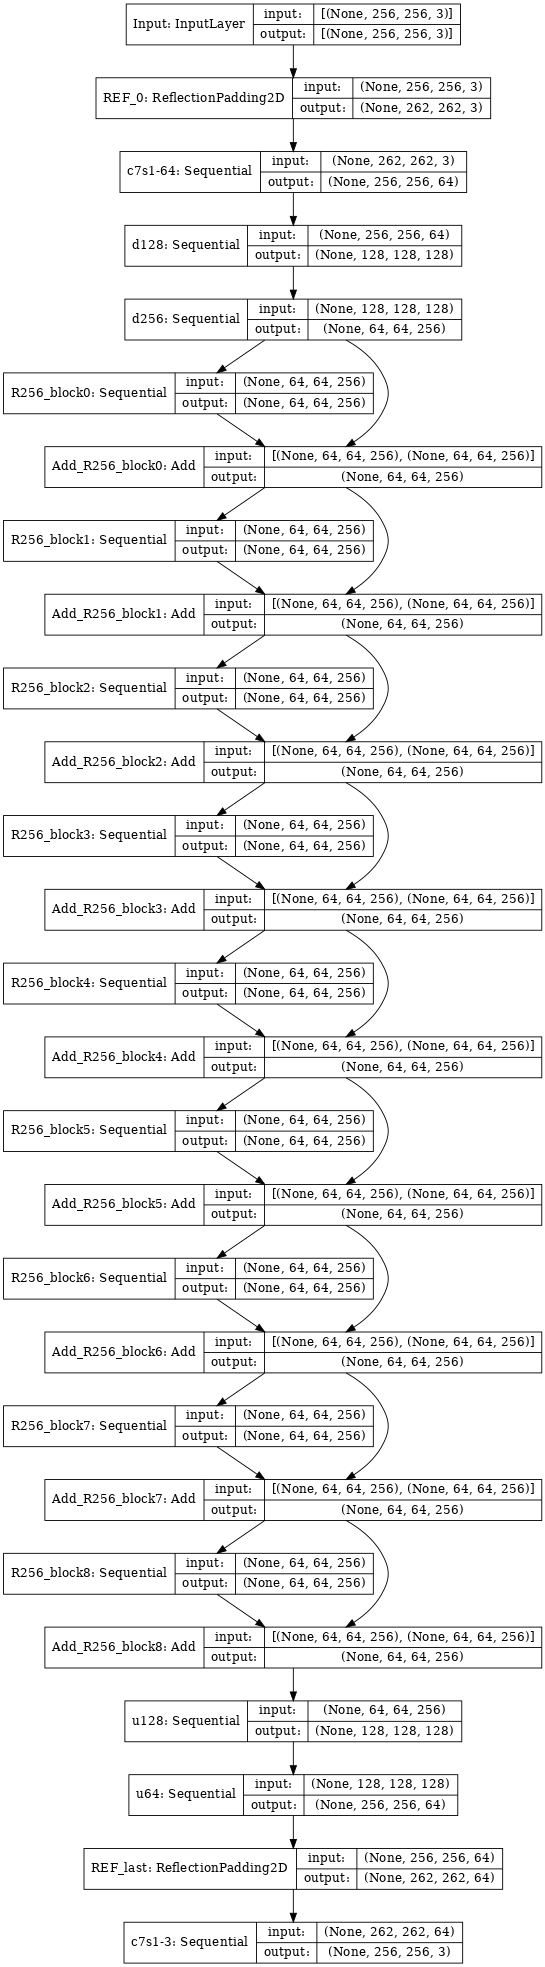 Input: InputLayer input: [(None, 256, 256, 3)]
output: [(None, 256, 256, 3)]
REF_0: ReflectionPadding2D input: (None, 256, 256, 3)
output: (None, 262, 262, 3)
c7s1-64: Sequential input: (None, 262, 262, 3)
output: (None, 256, 256, 64)
d128: Sequential input: (None, 256, 256, 64)
output: (None, 128, 128, 128)
d256: Sequential input: (None, 128, 128, 128)
output: (None, 64, 64, 256)
R256_block0: Sequential input: (None, 64, 64, 256)
output: (None, 64, 64, 256)
Add_R256_block0: Add input: [(None, 64, 64, 256), (None, 64, 64, 256)]
output: (None, 64, 64, 256)
R256_block1: Sequential input: (None, 64, 64, 256)
output: (None, 64, 64, 256)
Add_R256_block1: Add input: [(None, 64, 64, 256), (None, 64, 64, 256)]
output: (None, 64, 64, 256)
R256_block2: Sequential input: (None, 64, 64, 256)
output: (None, 64, 64, 256)
Add_R256_block2: Add input: [(None, 64, 64, 256), (None, 64, 64, 256)]
output: (None, 64, 64, 256)
R256_block3: Sequential input: (None, 64, 64, 256)
output: (None, 64, 64, 256)
Add_R256_block3: Add input: [(None, 64, 64, 256), (None, 64, 64, 256)]
output: (None, 64, 64, 256)
R256_block4: Sequential input: (None, 64, 64, 256)
output: (None, 64, 64, 256)
Add_R256_block4: Add input: [(None, 64, 64, 256), (None, 64, 64, 256)]
output: (None, 64, 64, 256)
R256_block5: Sequential input: (None, 64, 64, 256)
output: (None, 64, 64, 256)
Add_R256_block5: Add input: [(None, 64, 64, 256), (None, 64, 64, 256)]
output: (None, 64, 64, 256)
R256_block6: Sequential input: (None, 64, 64, 256)
output: (None, 64, 64, 256)
Add_R256_block6: Add input: [(None, 64, 64, 256), (None, 64, 64, 256)]
output: (None, 64, 64, 256)
R256_block7: Sequential input: (None, 64, 64, 256)
output: (None, 64, 64, 256)
Add_R256_block7: Add input: [(None, 64, 64, 256), (None, 64, 64, 256)]
output: (None, 64, 64, 256)
R256_block8: Sequential input: (None, 64, 64, 256)
output: (None, 64, 64, 256)
Add_R256_block8: Add input: [(None, 64, 64, 256), (None, 64, 64, 256)]
output: (None, 64, 64, 256)
u128: Sequential input: (None, 64, 64, 256)
output: (None, 128, 128, 128)
u64: Sequential input: (None, 128, 128, 128)
output: (None, 256, 256, 64)
REF_last: ReflectionPadding2D input: (None, 256, 256, 64)
output: (None, 262, 262, 64)
c7s1-3: Sequential input: (None, 262, 262, 64)
output: (None, 256, 256, 3)